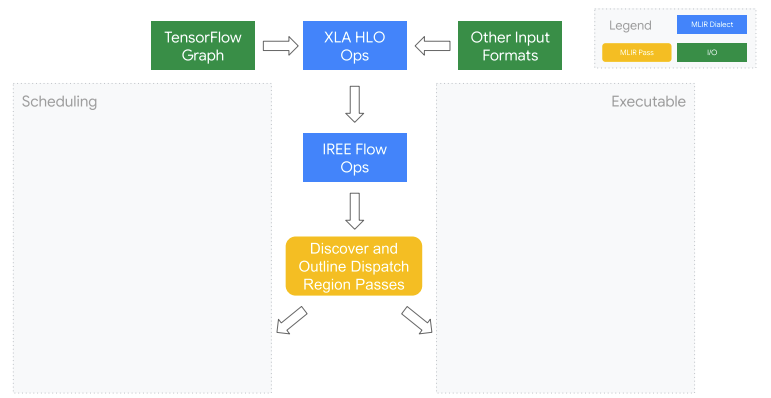 TensorFlow
Graph
XLA HLO
Ops
Other Input
Formats
Legend
MLIR Dialect
MLIR Pass
I/O
Scheduling
Executable
IREE Flow
Ops
Discover and
Outline Dispatch
Region Passes